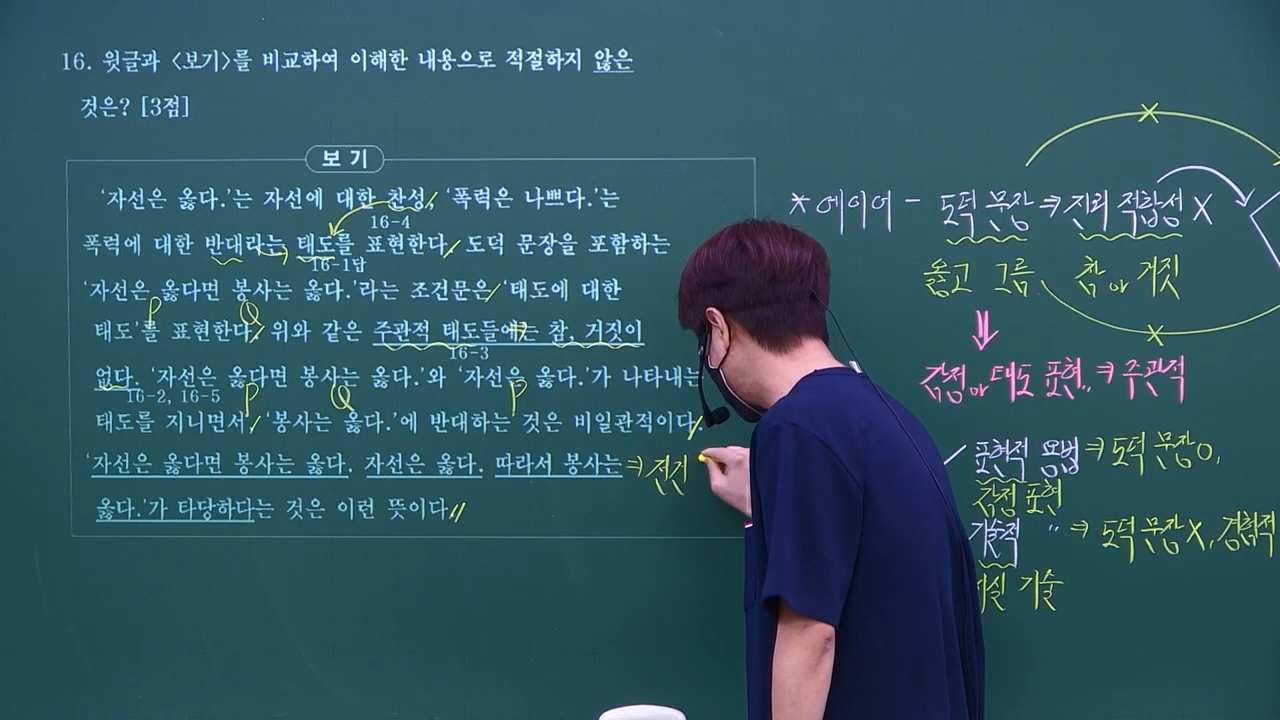 16. 윗글과 〈보기〉를 비교하여 이해한 내용으로 적절하지 않은
것은? [3점]
보 기
‘자선은 옳다.’는 자선에 대한 찬성, ‘폭력은 나쁘다.’는
16-4
폭력에 대한 반대라는 태도를 표현한다. 도덕 문장을 포함하는
16-1답
‘자선은 옳다면 봉사는 옳다.’라는 조건문은 ‘태도에 대한
P Q
태도’를 표현한다. 위와 같은 주관적 태도들에는 참, 거짓이
16-3
없다. ‘자선은 옳다면 봉사는 옳다.’와 ‘자선은 옳다.’가 나타내는
16-2, 16-5
P Q P
태도를 지니면서, ‘봉사는 옳다.’에 반대하는 것은 비일관적이다.
‘자선은 옳다면 봉사는 옳다. 자선은 옳다. 따라서 봉사는
⇒ 전건
옳다.’가 타당하다는 것은 이런 뜻이다.
* 에이어 - 도덕 문장 ⇒ 진리 적합성 X
옳고 그름 참 or 거짓
⇓
감정 or 태도 표현 ⇒ 주관적
표현적 용법 ⇒ 도덕 문장 O,
감정 표현
기술적 〃 ⇒ 도덕 문장 X, 경험적
기술